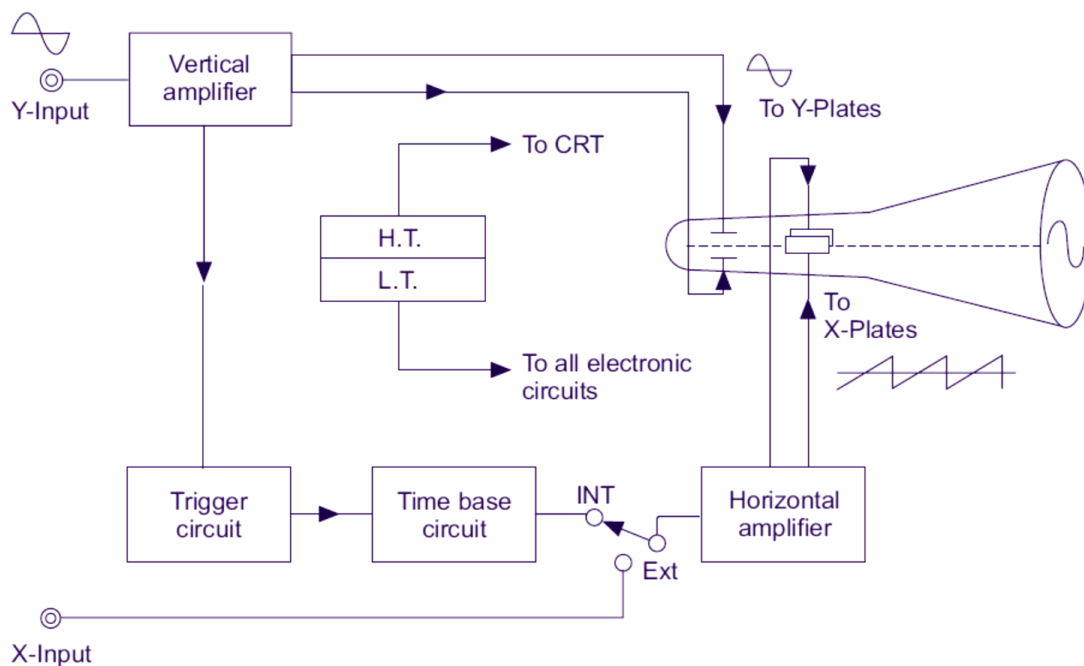 Y-Input
Vertical
amplifier
To Y-Plates
To CRT
H.T.
L.T.
To
X-Plates
To all electronic
circuits
Trigger
circuit
Time base
circuit
INT
Ext
Horizontal
amplifier
X-Input